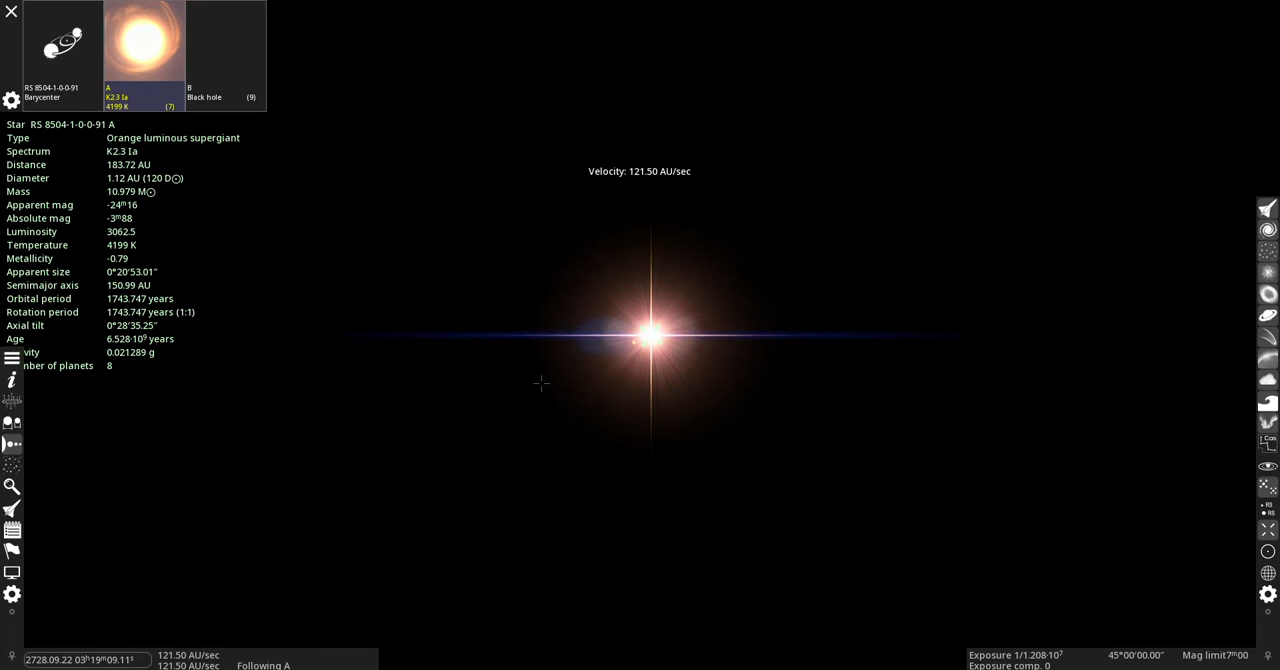 RS 8504-1-0-0-91
Barycenter
A
K2.3 Ia
4199 K (7)
B
Black hole (9)
Star RS 8504-1-0-0-91 A
Type Orange luminous supergiant
Spectrum K2.3 Ia
Distance 183.72 AU
Diameter 1.12 AU (120 D☉)
Mass 10.979 M☉
Apparent mag -24ᵐ16
Absolute mag -3ᵐ88
Luminosity 3062.5
Temperature 4199 K
Metallicity -0.79
Apparent size 0°20′53.01″
Semimajor axis 150.99 AU
Orbital period 1743.747 years
Rotation period 1743.747 years (1:1)
Axial tilt 0°28′35.25″
Age 6.528·10⁹ years
vity 0.021289 g
nber of planets 8
Velocity: 121.50 AU/sec
Cas
RS
RS
2728.09.22 03ʰ19ᵐ09.11ˢ
121.50 AU/sec
121.50 AU/sec Following A
Exposure 1/1.208·10⁷ 45°00′00.00″ Mag limit7ᵐ00
Exposure comp. 0